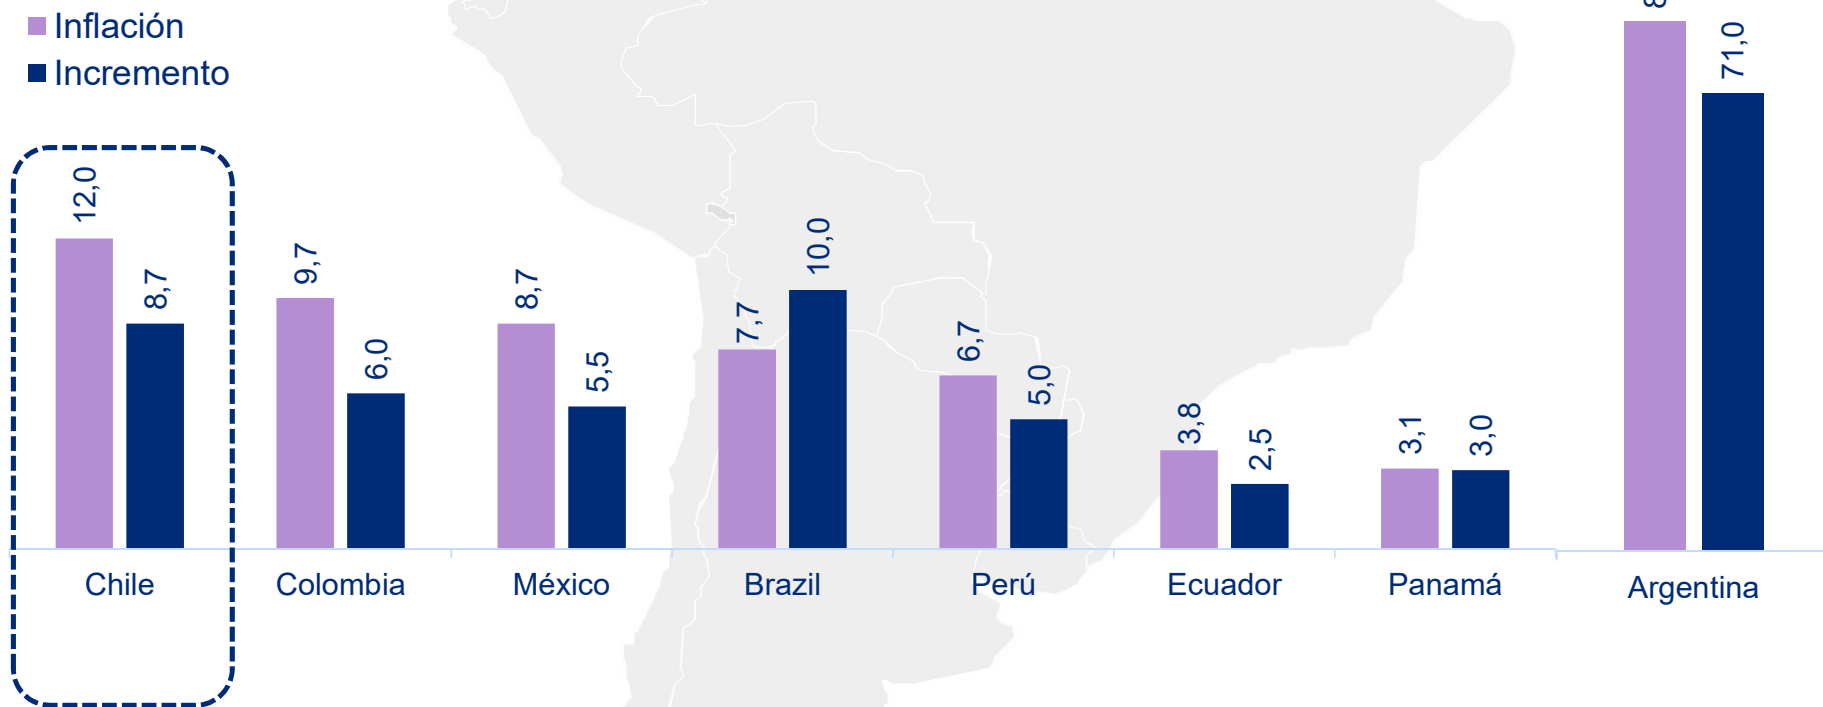 Inflación
Incremento
12,0
8,7
9,7
6,0
8,7
5,5
7,7
10,0
6,7
5,0
3,8
2,5
3,1
3,0
71,0
Chile
Colombia
México
Brazil
Perú
Ecuador
Panamá
Argentina